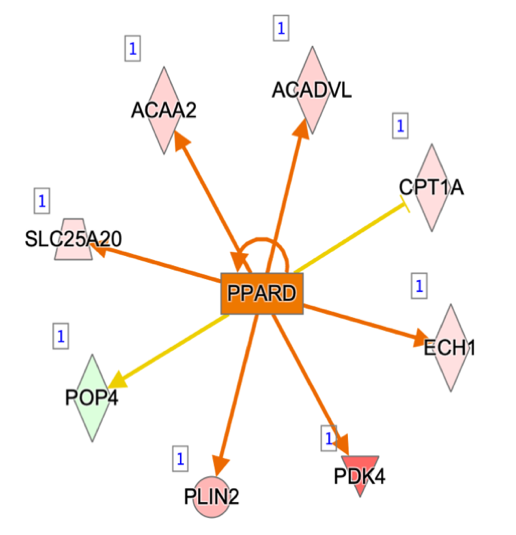 1
1
ACAA2
ACADVL
1
CPT1A
1
SLC25A20
PPARD
1
ECH1
1
POP4
1
PDK4
1
PLIN2